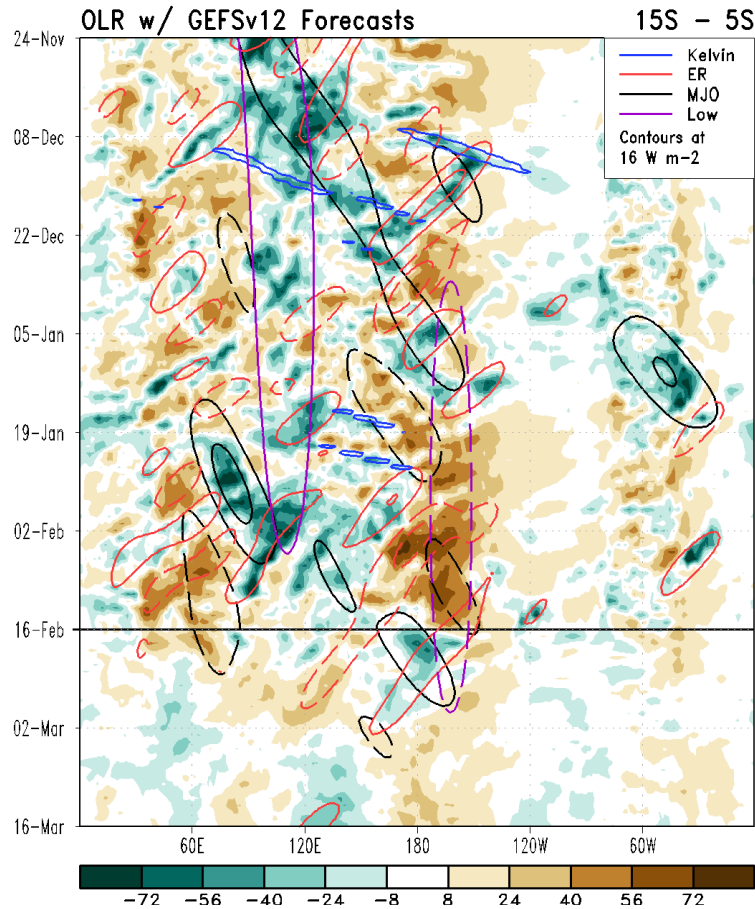 OLR w/ GEFSv12 Forecasts 15S - 5S
24-Nov
08-Dec
22-Dec
05-Jan
19-Jan
02-Feb
16-Feb
02-Mar
16-Mar
Kelvin
ER
MJO
Low
Contours at
16 W m-2
60E 120E 180 120W 60W
-72 -56 -40 -24 -8 8 24 40 56 72